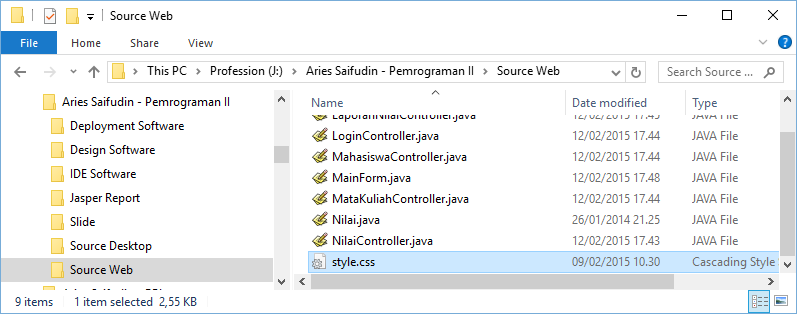 Source Web
File Home Share View
This PC Profession (J:) Aries Saifudin - Pemrograman II Source Web Search Source ...
Aries Saifudin - Pemrograman II
Deployment Software
Design Software
IDE Software
Jasper Report
Slide
Source Desktop
Source Web
Name Date modified Type
LaporanNilaiController.java 12/02/2015 17.45 JAVA File
LoginController.java 12/02/2015 17.44 JAVA File
MahasiswaController.java 12/02/2015 17.44 JAVA File
MainForm.java 12/02/2015 17.48 JAVA File
MataKuliahController.java 12/02/2015 17.44 JAVA File
Nilai.java 26/01/2014 21.25 JAVA File
NilaiController.java 12/02/2015 17.43 JAVA File
style.css 09/02/2015 10.30 Cascading Style
9 items 1 item selected 2,55 KB